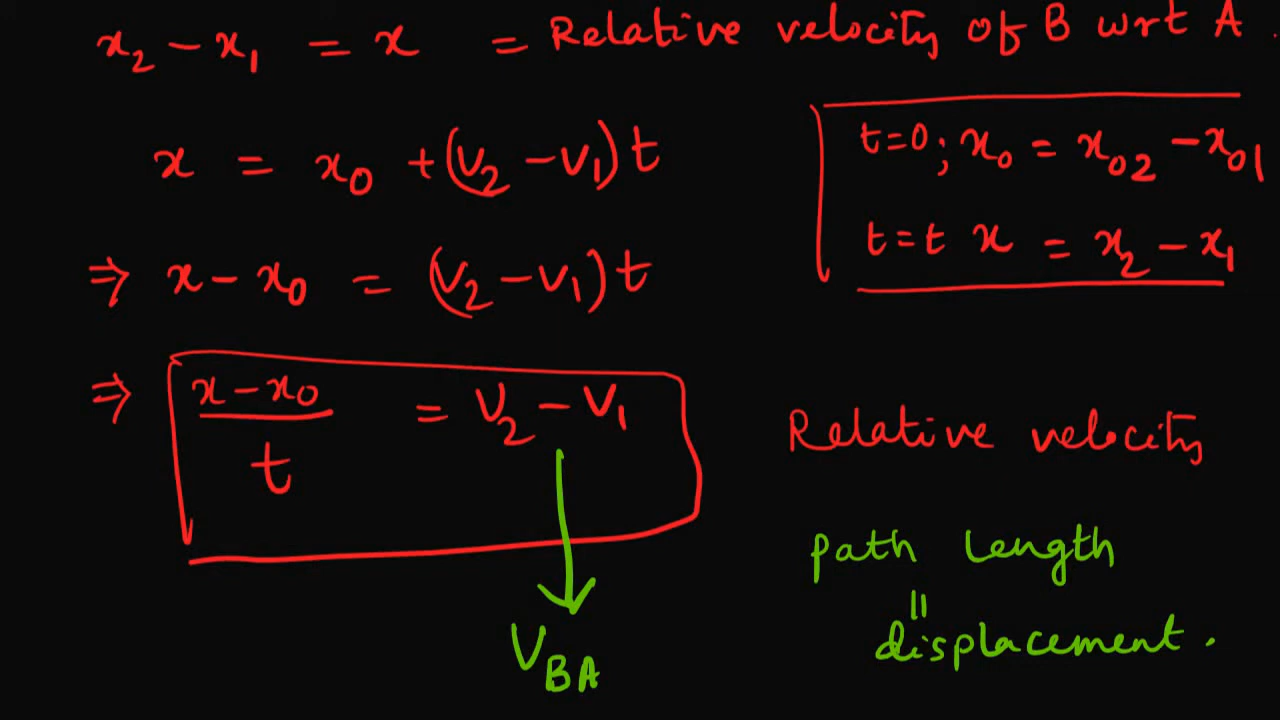 x₂ - x₁ = x = Relative velocity of B wrt A.
x = x₀ + (v₂ - v₁)t
t=0; x₀ = x₀₂ - x₀₁
t=t x = x₂ - x₁
⇒ x - x₀ = (v₂ - v₁)t
⇒ (x - x₀)/t = v₂ - v₁
Relative velocity
path length
||
displacement.
V_BA